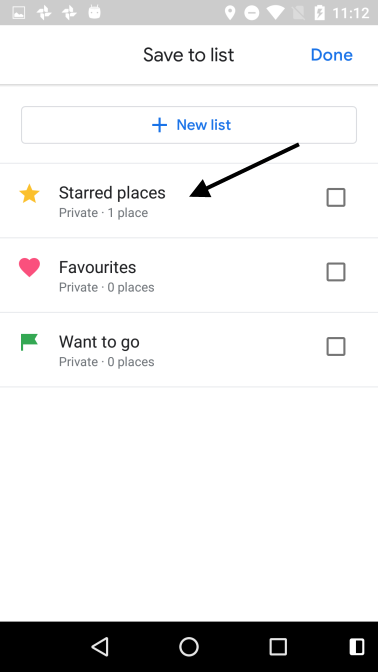 11:12
Save to list
Done
New list
Starred places
Private · 1 place
Favourites
Private · 0 places
Want to go
Private · 0 places